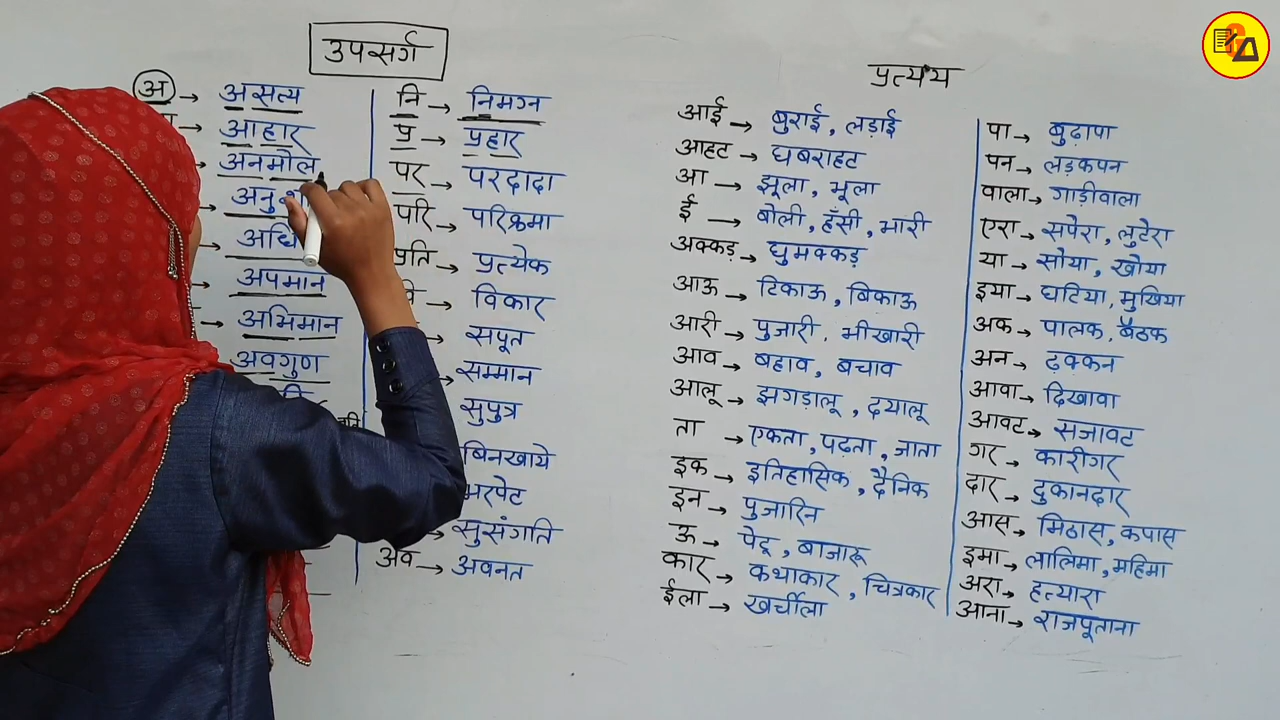 उपसर्ग
अ → असत्य
आहार
अनमोल
अपमान
अभिमान
अवगुण
नि → निमग्न
प्र → प्रहार
पर → परदादा
परि → परिक्रमा
प्रति → प्रत्येक
विकार
सपूत
सम्मान
सुपुत्र
बिनखाये
भरपेट
सुसंगति
अव → अवनत
प्रत्यय
आई → बुराई, लड़ाई
आहट → घबराहट
आ → झूला, भूला
ई → बोली, हँसी, भारी
अक्कड़ → घुमक्कड़
आऊ → टिकाऊ, बिकाऊ
आरी → पुजारी, भीखारी
आव → बहाव, बचाव
आलू → झगड़ालू, दयालू
ता → एकता, पढ़ता, जाता
इक → इतिहासिक, दैनिक
इन → पुजारिन
ऊ → पेटू, बाजारू
कार → कथाकार, चित्रकार
ईला → खर्चीला
पा → बुढ़ापा
पन → लड़कपन
वाला → गाड़ीवाला
एरा → सपेरा, लुटेरा
या → सोया, खोया
इया → घटिया, मुखिया
अक → पालक, बैठक
अन → ढ़क्कन
आवा → दिखावा
आवट → सजावट
गर → कारीगर
दार → दुकानदार
आस → मिठास, कपास
इमा → लालिमा, महिमा
अरा → हत्यारा
आना → राजपूताना